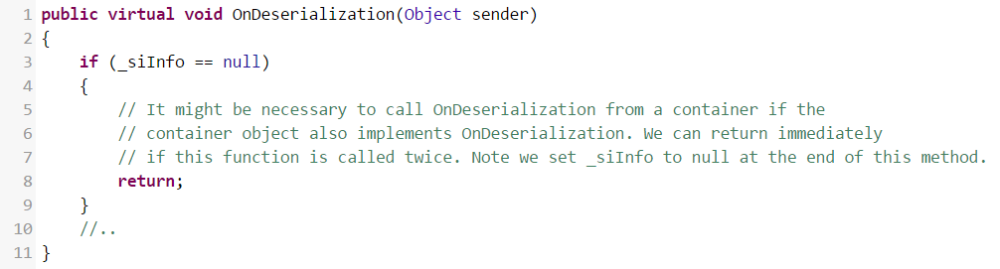 1 public virtual void OnDeserialization(Object sender)
2 {
3     if (_siInfo == null)
4     {
5         // It might be necessary to call OnDeserialization from a container if the
6         // container object also implements OnDeserialization. We can return immediately
7         // if this function is called twice. Note we set _siInfo to null at the end of this method.
8         return;
9     }
10     //..
11 }